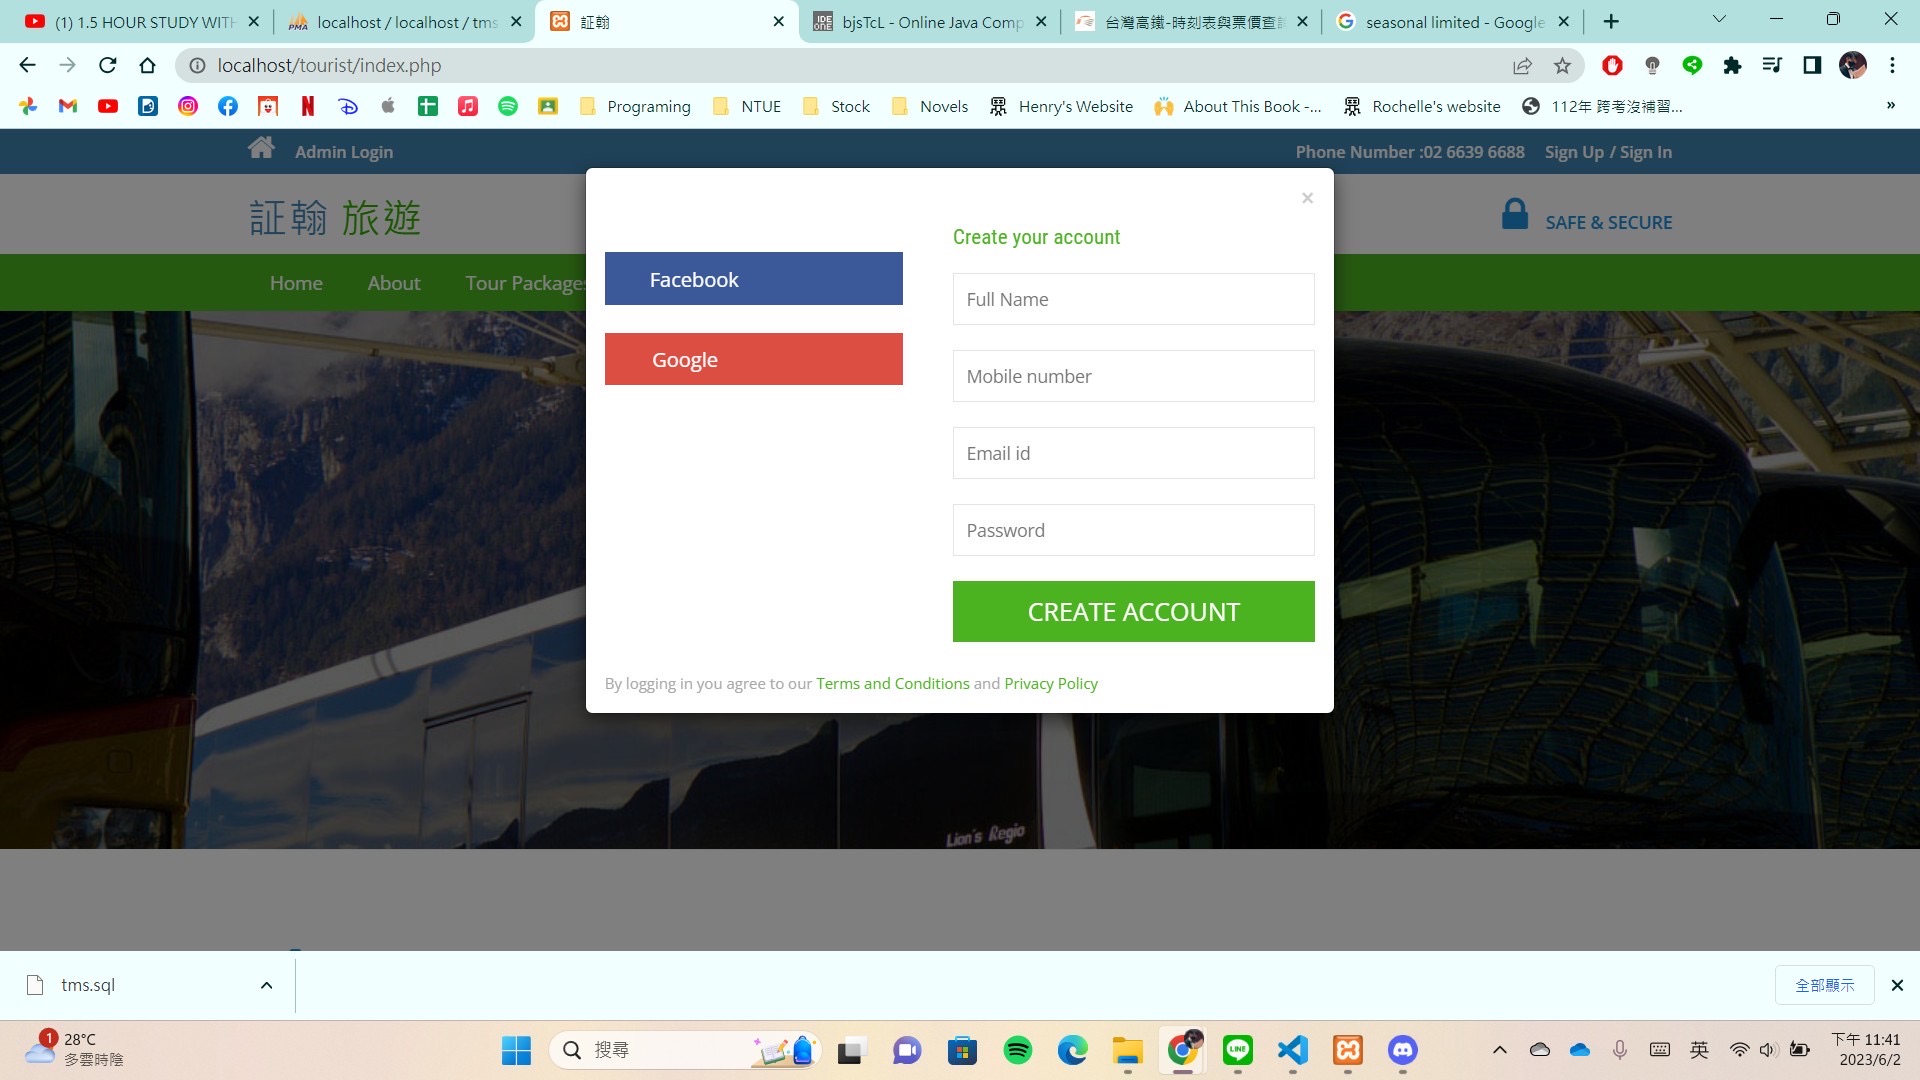 (1) 1.5 HOUR STUDY WITH
localhost / localhost / tms
証翰
bjsTcL - Online Java Comp
台灣高鐵-時刻表與票價查詢
seasonal limited - Google
localhost/tourist/index.php
Programing
NTUE
Stock
Novels
Henry's Website
About This Book -...
Rochelle's website
112年 跨考沒補習...
»
Admin Login
Phone Number :02 6639 6688
Sign Up / Sign In
証翰 旅遊
SAFE & SECURE
Home
About
Tour Packages
×
Create your account
Facebook
Google
Full Name
Mobile number
Email id
Password
CREATE ACCOUNT
By logging in you agree to our Terms and Conditions and Privacy Policy
Lion's Regio
tms.sql
全部顯示
1
28°C
多雲時陰
搜尋
英
下午 11:41
2023/6/2